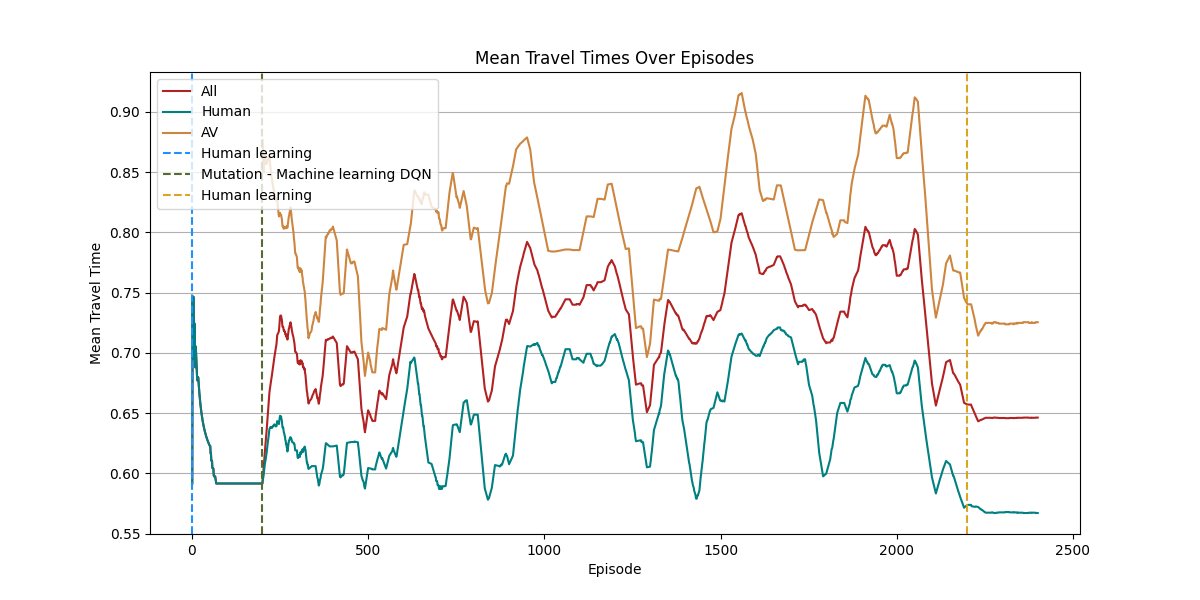 Mean Travel Times Over Episodes
All
Human
AV
Human learning
Mutation - Machine learning DQN
Human learning
Mean Travel Time
0.90
0.85
0.80
0.75
0.70
0.65
0.60
0.55
0
500
1000
1500
2000
2500
Episode